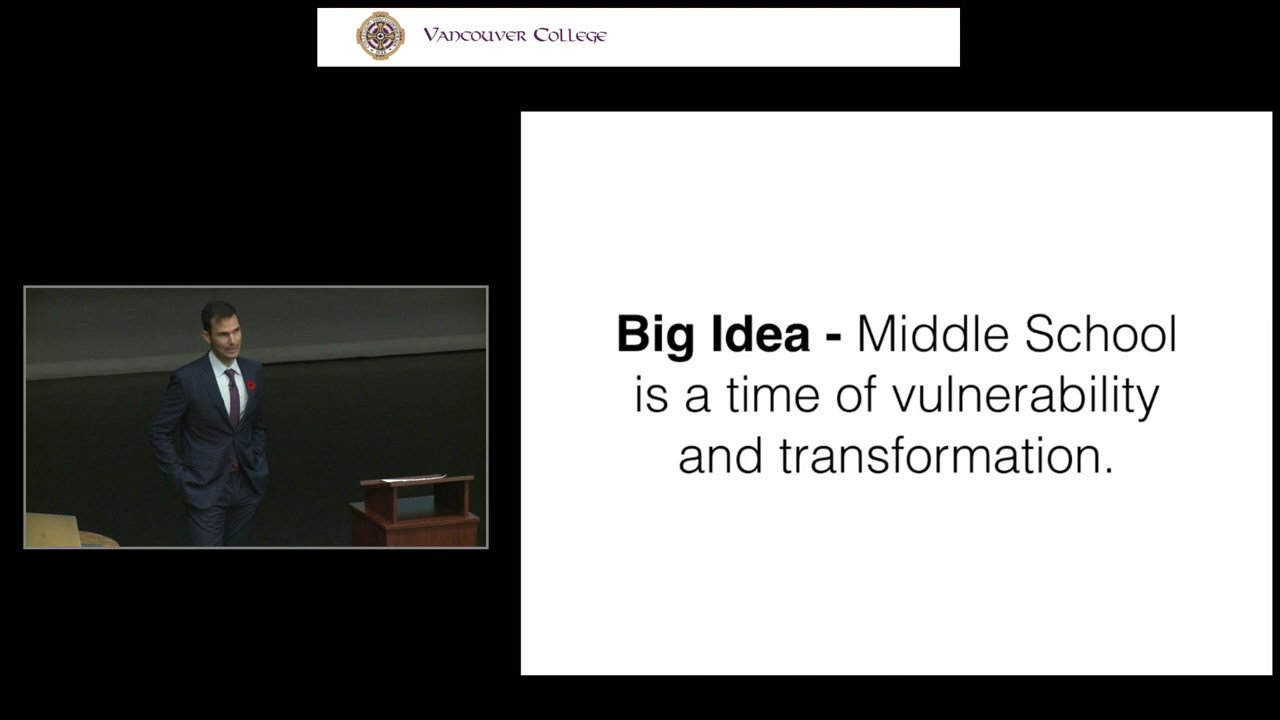 Vancouver College
Big Idea - Middle School
is a time of vulnerability
and transformation.